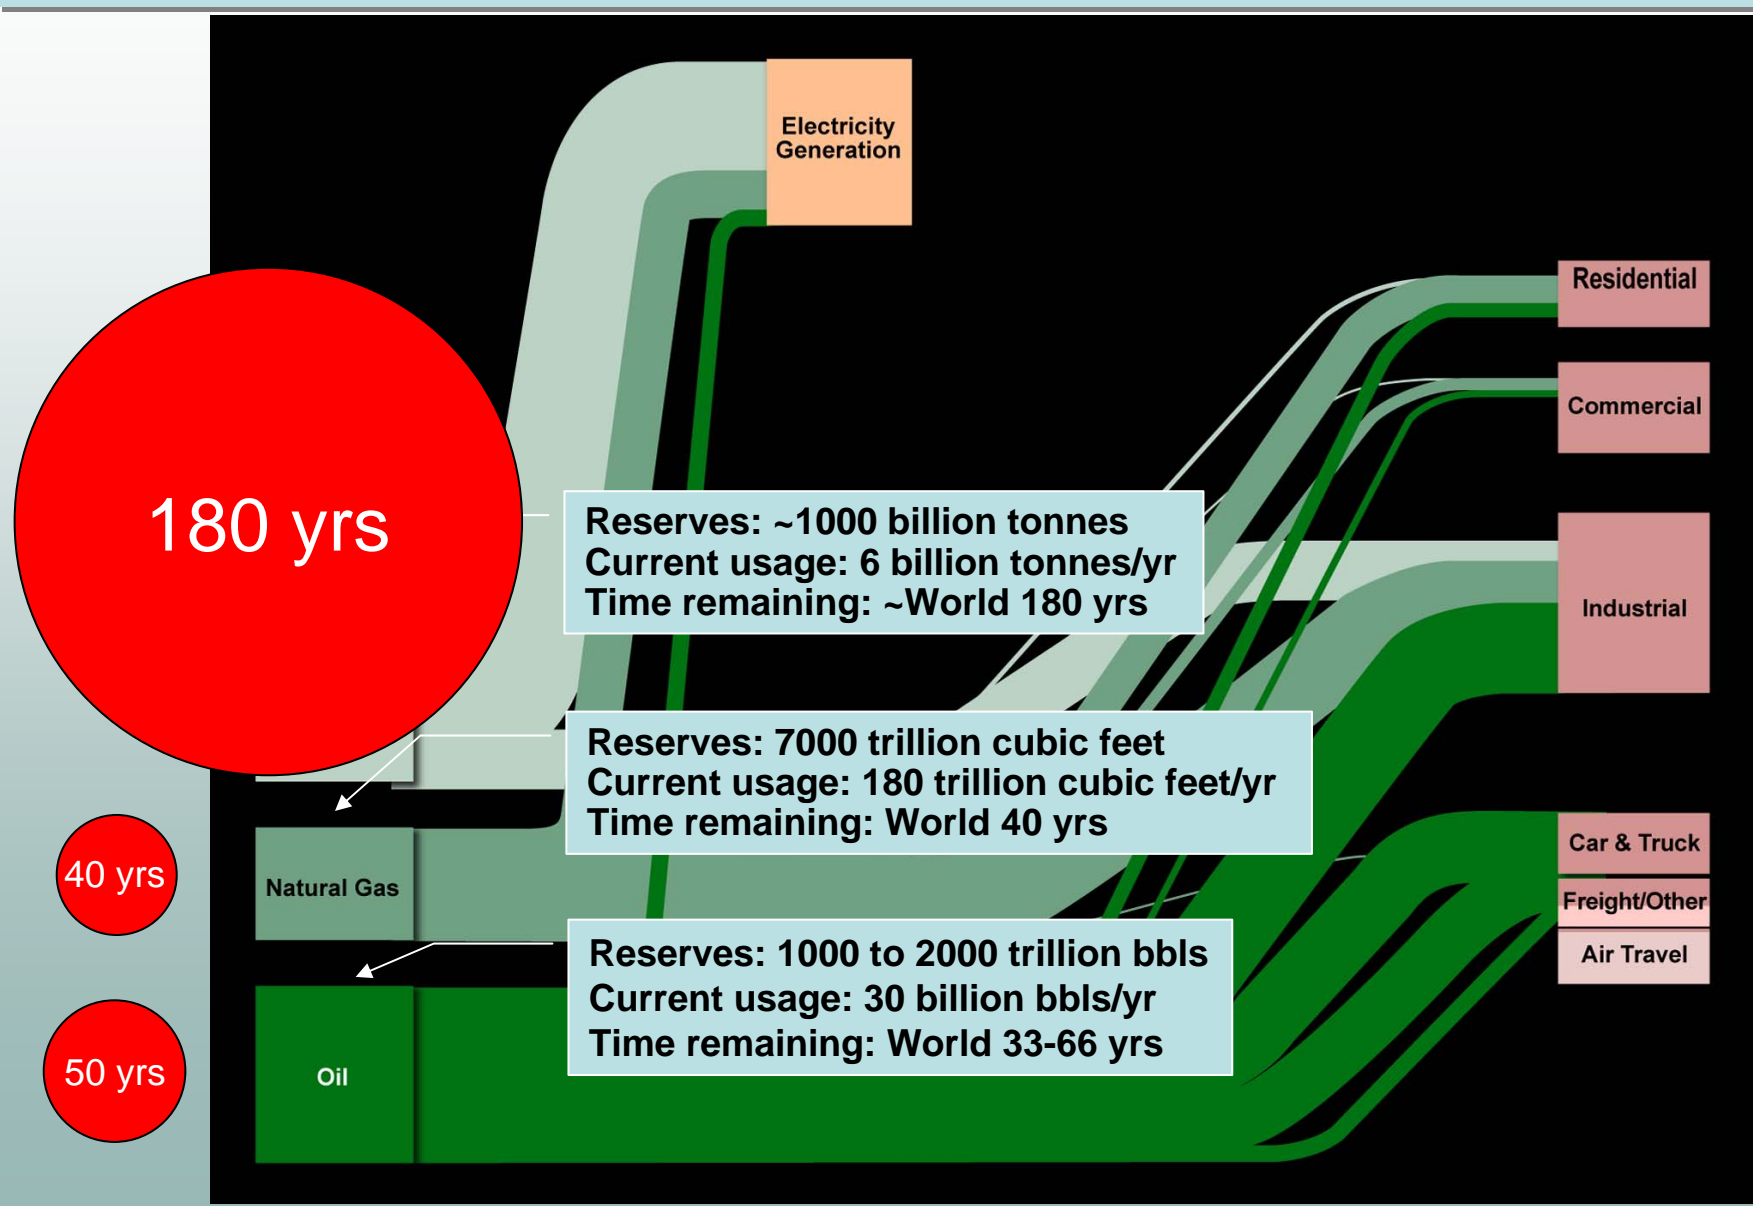 Electricity
Generation
Residential
Commercial
180 yrs
Reserves: ~1000 billion tonnes
Current usage: 6 billion tonnes/yr
Time remaining: ~World 180 yrs
Industrial
Reserves: 7000 trillion cubic feet
Current usage: 180 trillion cubic feet/yr
Time remaining: World 40 yrs
40 yrs
Natural Gas
Car & Truck
Freight/Other
Air Travel
Reserves: 1000 to 2000 trillion bbls
Current usage: 30 billion bbls/yr
Time remaining: World 33-66 yrs
50 yrs
Oil